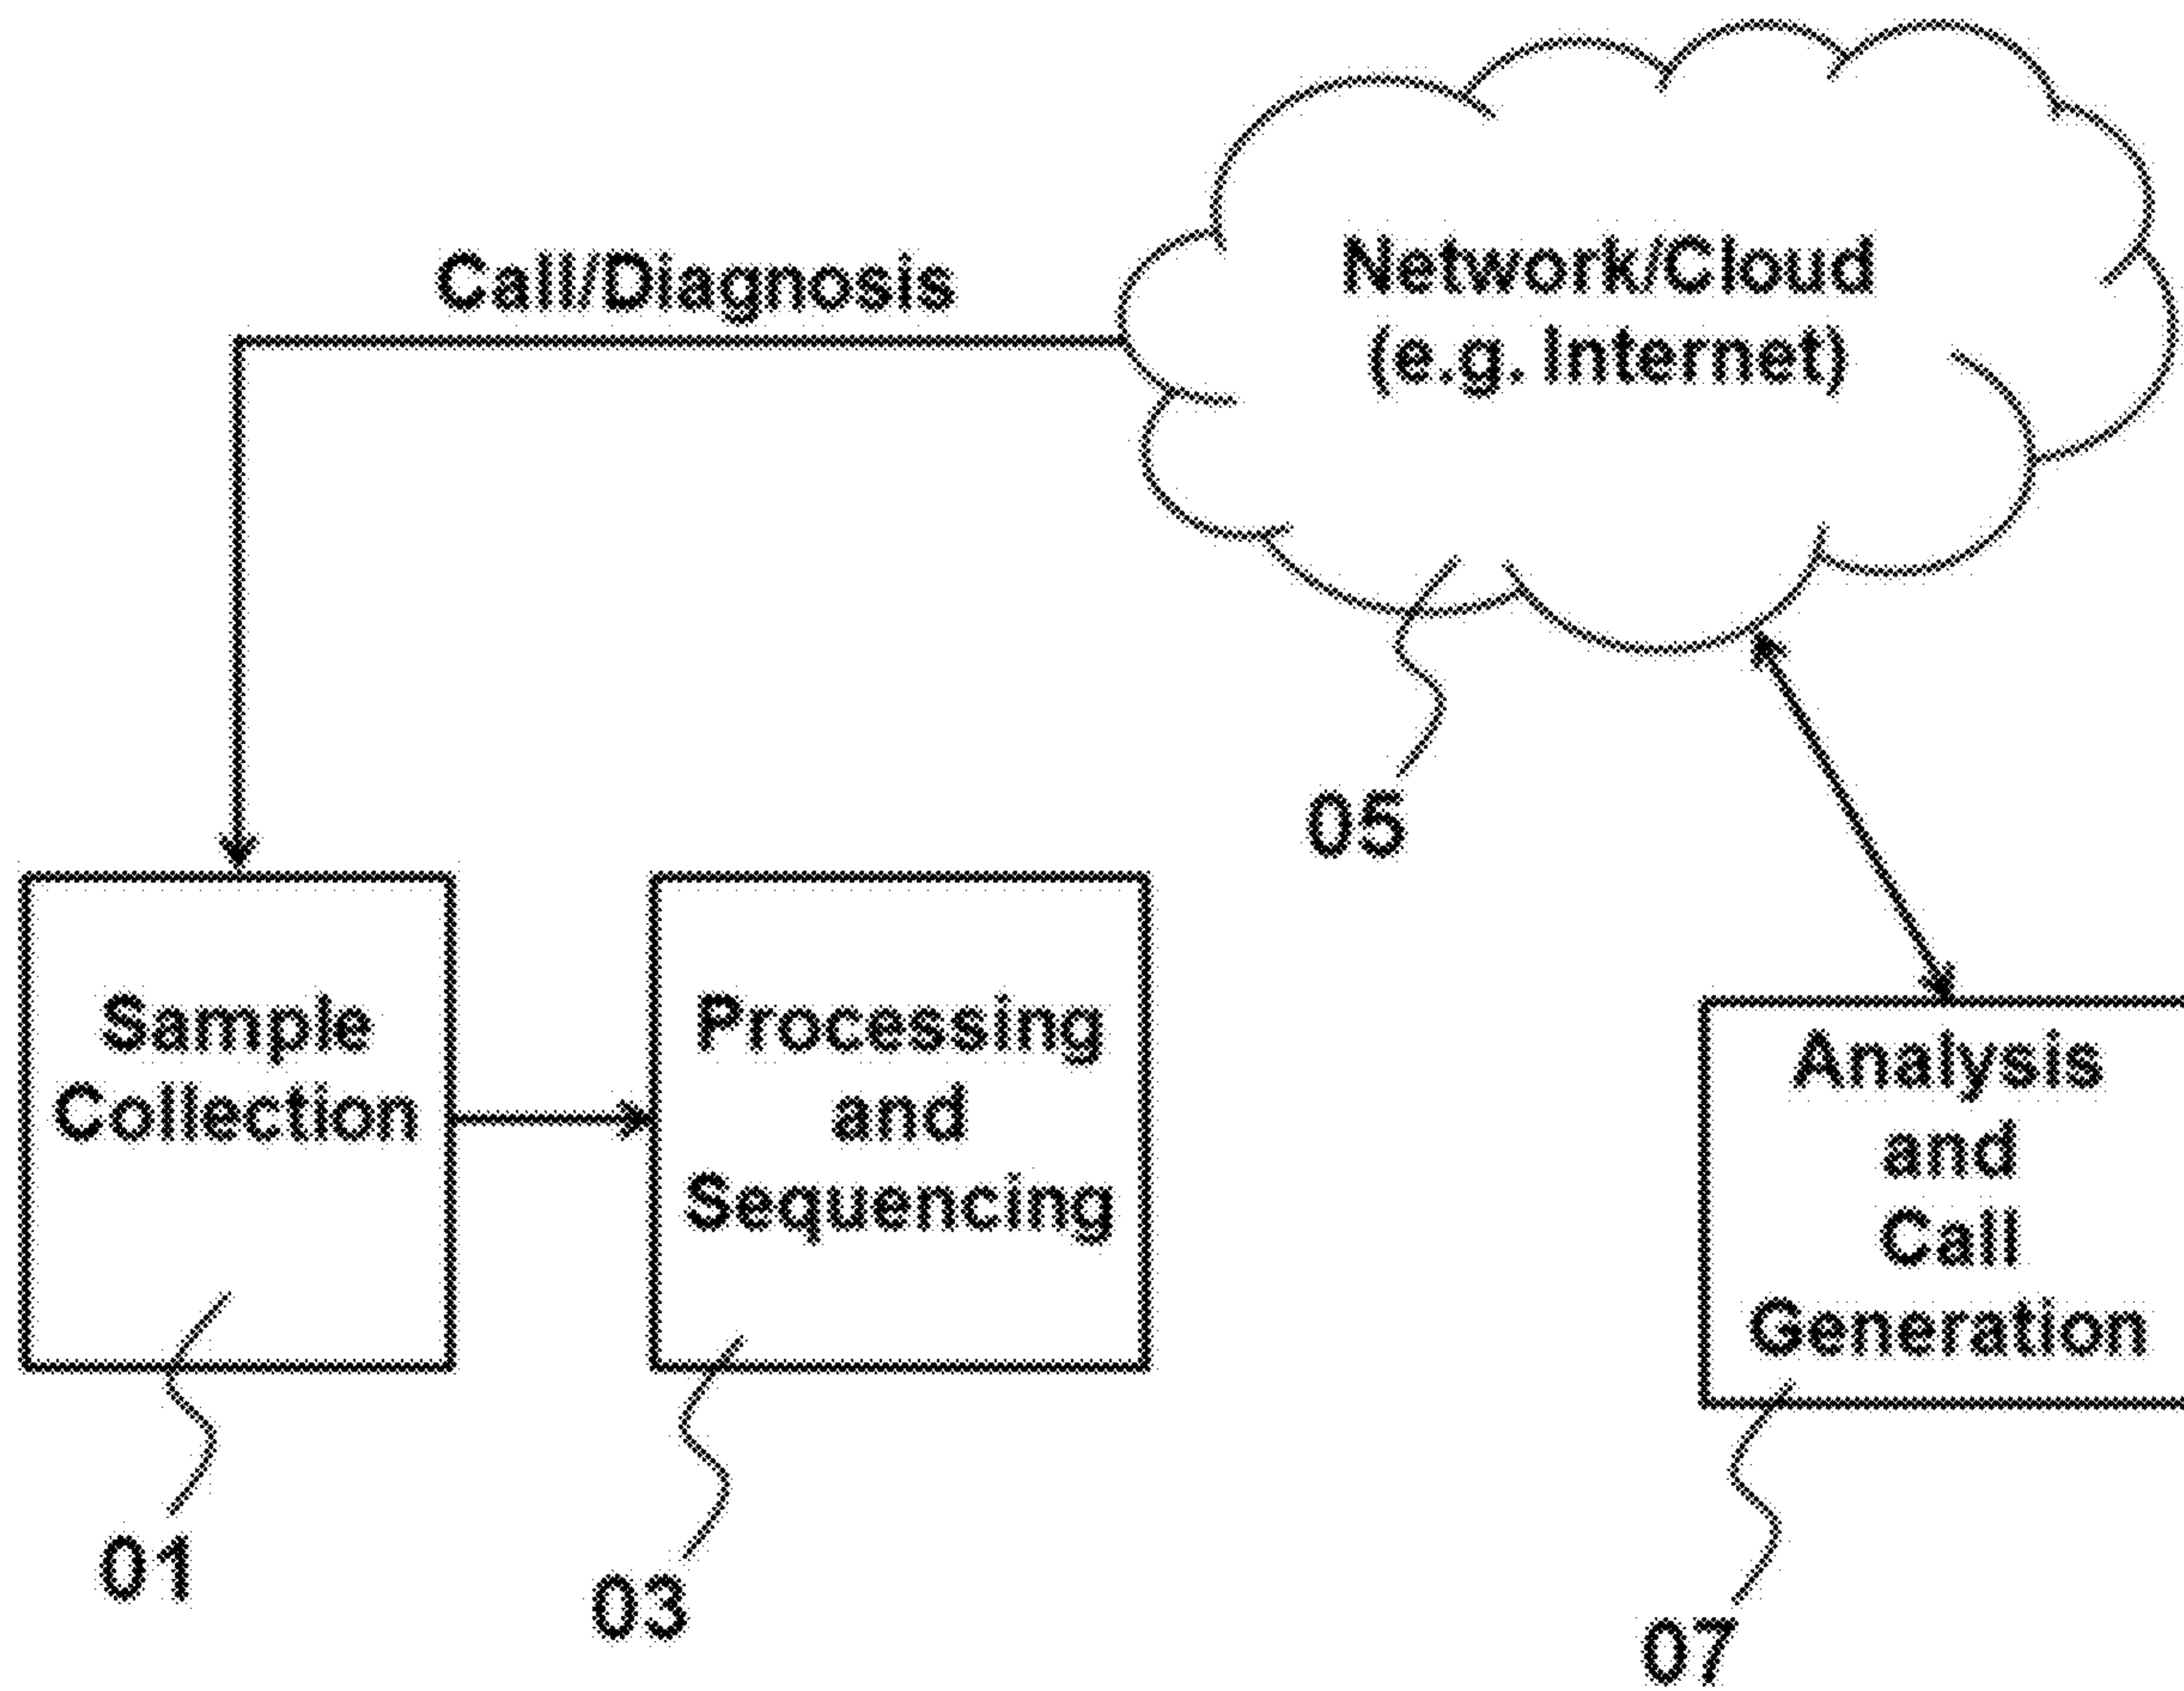 Network/Cloud
(e.g. Internet)
Call/Diagnosis
05
Sample
Collection
Processing
and
Sequencing
Analysis
and
Call
Generation
01
03
07